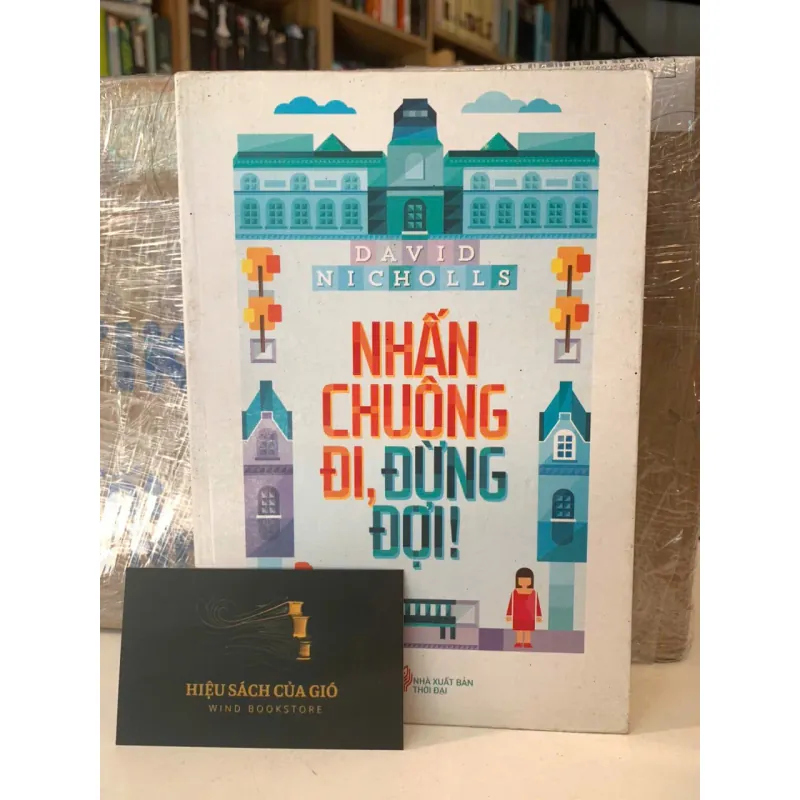 DAVID
NICHOLLS
NHẤN
CHUÔNG
ĐI, ĐỪNG
ĐỢI!
NHÀ XUẤT BẢN
THỜI ĐẠI
HIỆU SÁCH CỦA GIÓ
WIND BOOKSTORE